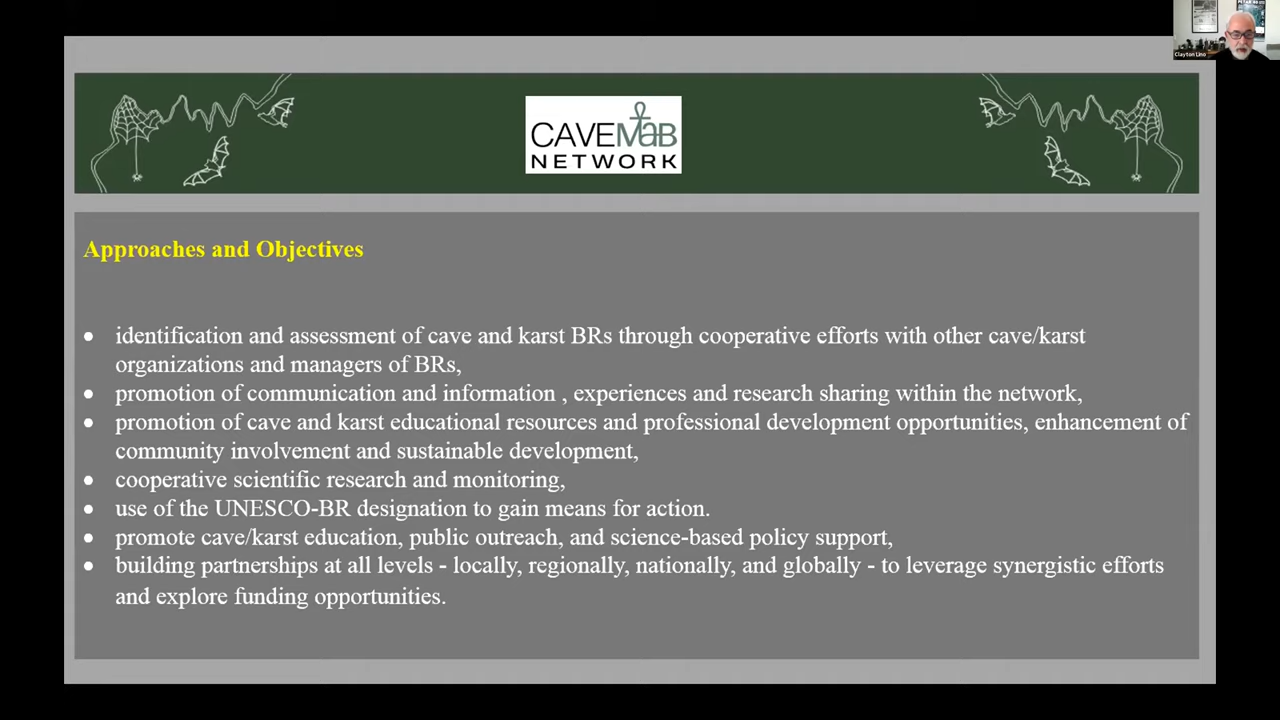 Clayton Lino
CAVEMaB
NETWORK
Approaches and Objectives
• identification and assessment of cave and karst BRs through cooperative efforts with other cave/karst
organizations and managers of BRs,
• promotion of communication and information , experiences and research sharing within the network,
• promotion of cave and karst educational resources and professional development opportunities, enhancement of
community involvement and sustainable development,
• cooperative scientific research and monitoring,
• use of the UNESCO-BR designation to gain means for action.
• promote cave/karst education, public outreach, and science-based policy support,
• building partnerships at all levels - locally, regionally, nationally, and globally - to leverage synergistic efforts
and explore funding opportunities.